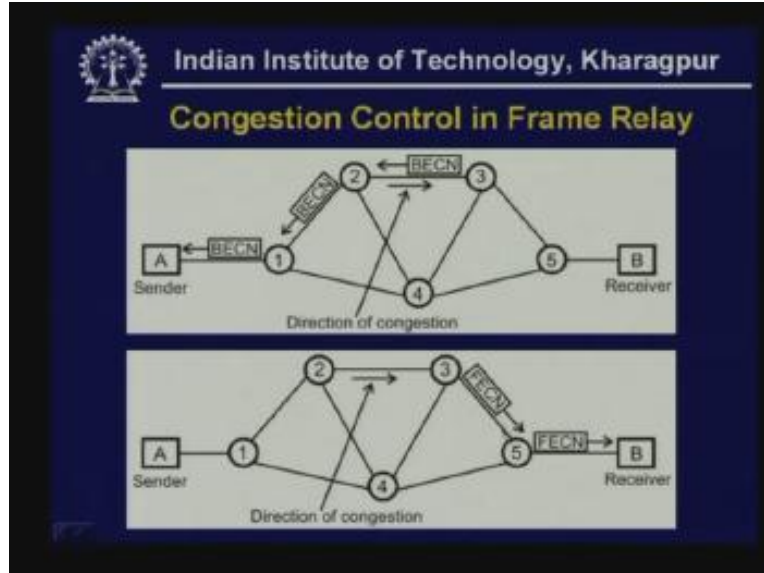 Indian Institute of Technology, Kharagpur
Congestion Control in Frame Relay
BECN
2
3
BECN
BECN
A
1
5
B
Sender
4
Receiver
Direction of congestion
2
3
FECN
A
1
5
FECN
B
Sender
4
Receiver
Direction of congestion